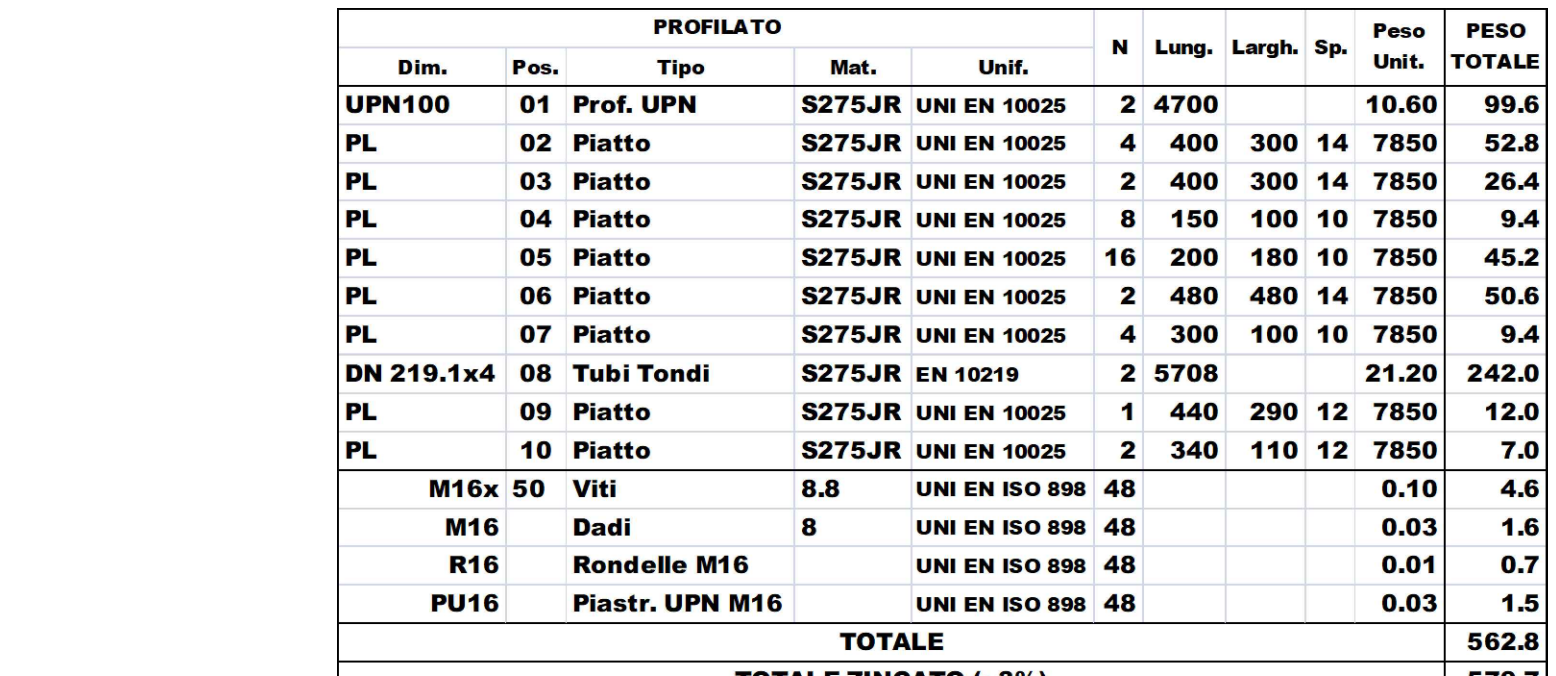 PROFILATO N Lung. Largh. Sp. Peso Unit. PESO TOTALE
Dim. Pos. Tipo Mat. Unif.
UPN100 01 Prof. UPN S275JR UNI EN 10025 2 4700 10.60 99.6
PL 02 Piatto S275JR UNI EN 10025 4 400 300 14 7850 52.8
PL 03 Piatto S275JR UNI EN 10025 2 400 300 14 7850 26.4
PL 04 Piatto S275JR UNI EN 10025 8 150 100 10 7850 9.4
PL 05 Piatto S275JR UNI EN 10025 16 200 180 10 7850 45.2
PL 06 Piatto S275JR UNI EN 10025 2 480 480 14 7850 50.6
PL 07 Piatto S275JR UNI EN 10025 4 300 100 10 7850 9.4
DN 219.1x4 08 Tubi Tondi S275JR EN 10219 2 5708 21.20 242.0
PL 09 Piatto S275JR UNI EN 10025 1 440 290 12 7850 12.0
PL 10 Piatto S275JR UNI EN 10025 2 340 110 12 7850 7.0
M16x 50 Viti 8.8 UNI EN ISO 898 48 0.10 4.6
M16 Dadi 8 UNI EN ISO 898 48 0.03 1.6
R16 Rondelle M16 UNI EN ISO 898 48 0.01 0.7
PU16 Piastr. UPN M16 UNI EN ISO 898 48 0.03 1.5
TOTALE 562.8
TOTALE ZINCATO